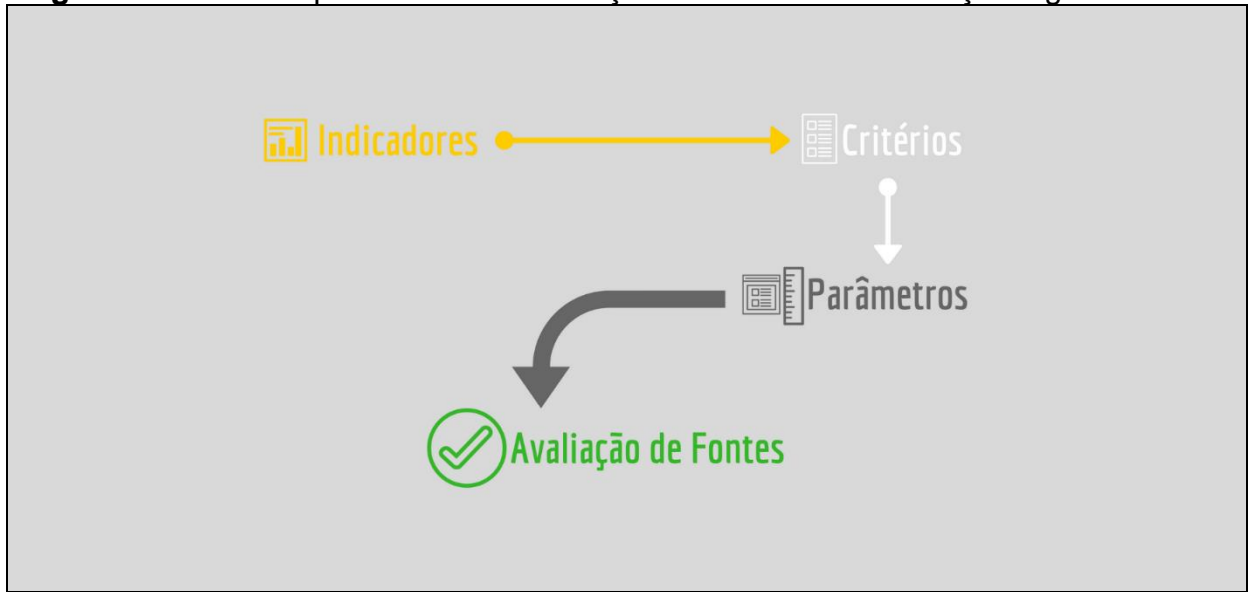 Indicadores
Critérios
Parâmetros
Avaliação de Fontes